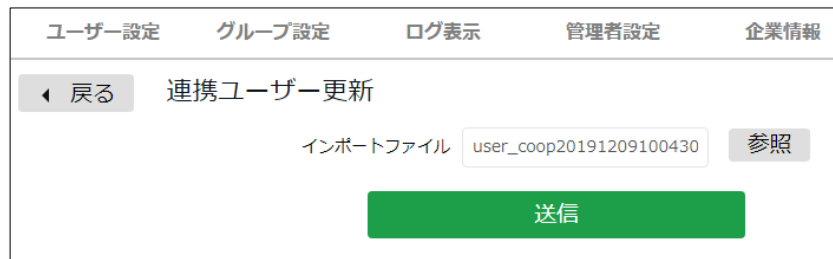 ユーザー設定 グループ設定 ログ表示 管理者設定 企業情報
戻る 連携ユーザー更新
インポートファイル user_coop20191209100430 参照
送信